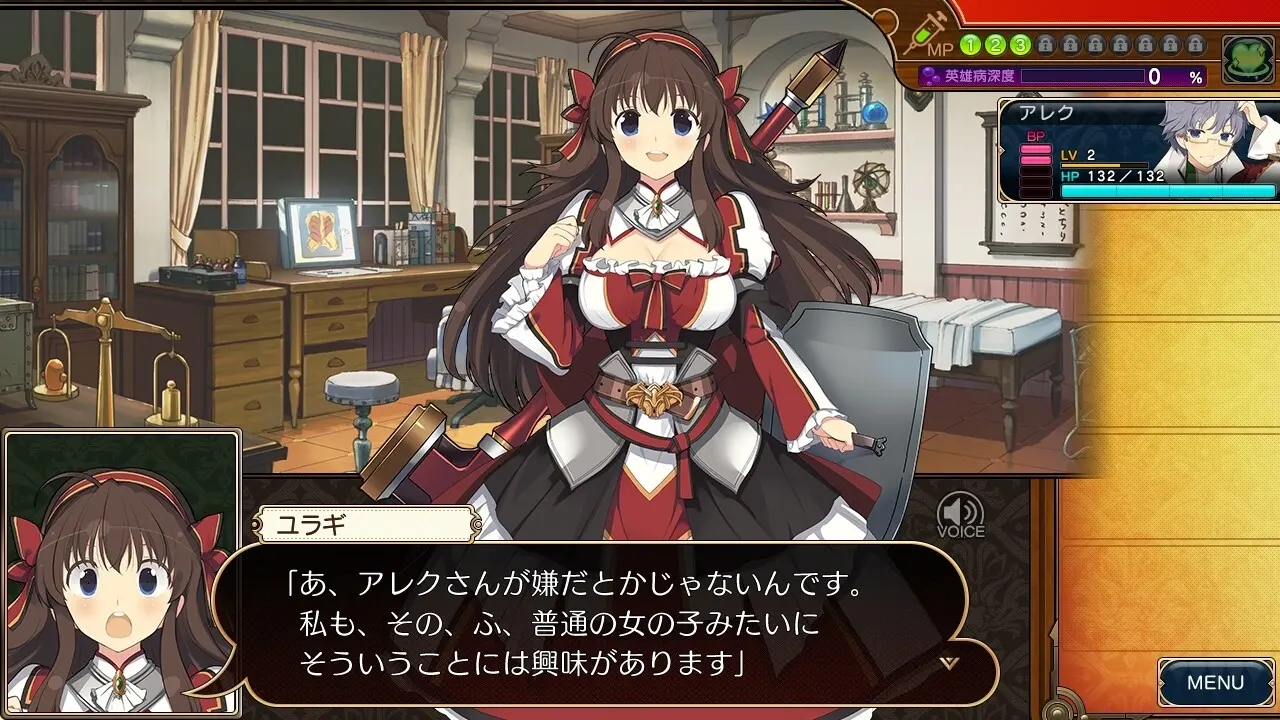 MP 1 2 3
英雄病深度 0 %
アレク
BP
LV 2
HP 132/132
ユラギ
VOICE
「あ、アレクさんが嫌だとかじゃないんです。
私も、その、ふ、普通の女の子みたいに
そういうことには興味があります」
MENU